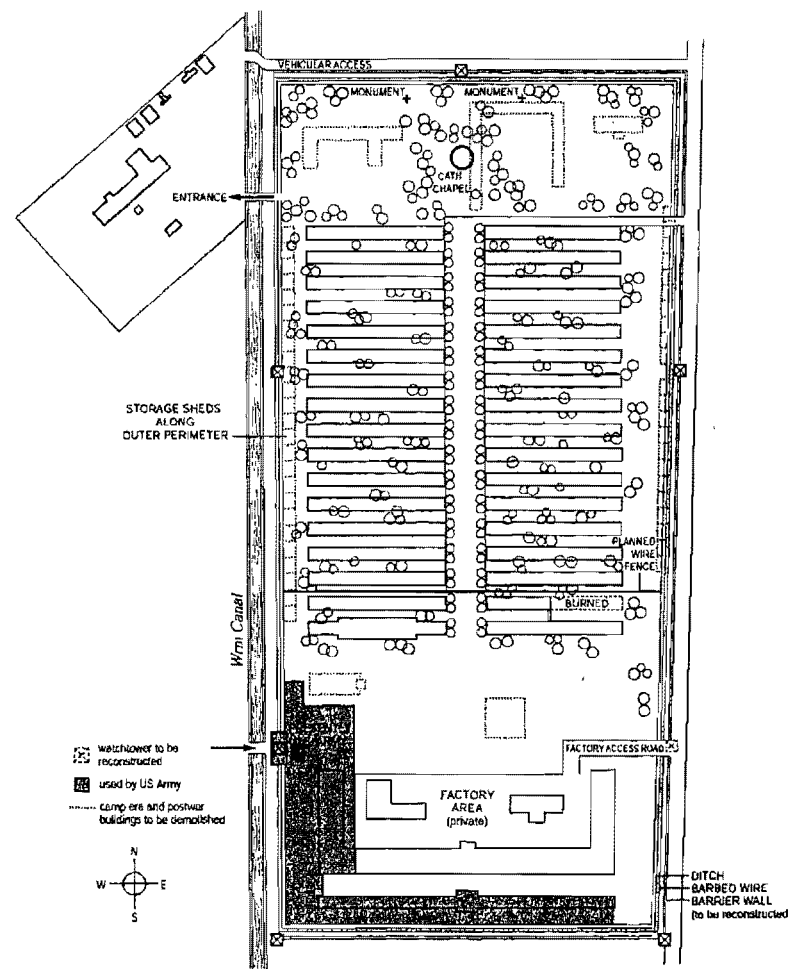 VEHICULAR ACCESS
MONUMENT
MONUMENT
CATH
CHAPEL
ENTRANCE
STORAGE SHEDS
ALONG
OUTER PERIMETER
PLANNED
WIRE
FENCE
BURNED
Wrm Canal
watchtower to be
reconstructed
used by US Army
camp era and postwar
buildings to be demolished
FACTORY ACCESS ROAD
FACTORY
AREA
(private)
N
W
E
S
DITCH
BARBED WIRE
BARRIER WALL
(to be reconstructed